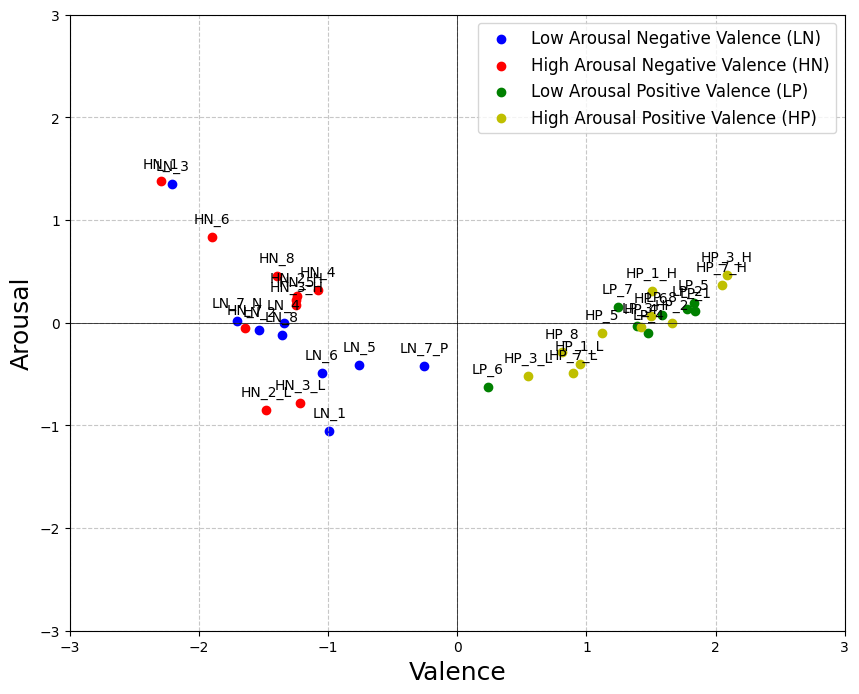 3
Low Arousal Negative Valence (LN)
High Arousal Negative Valence (HN)
Low Arousal Positive Valence (LP)
High Arousal Positive Valence (HP)
2
HN_1
LN_3
1
HN_6
HN_8
HN_4
HP_3_H
HP_7_H
HP_1_H
LP_7
HP_5
LN_7_N
LN_4
LN_8
0
HP_8
HP_1_L
HP_7_L
HP_3_L
LN_5
LN_6
LN_7_P
LP_6
HN_3_L
HN_2_L
LN_1
−1
−2
−3
−3
−2
−1
0
1
2
3
Arousal
Valence